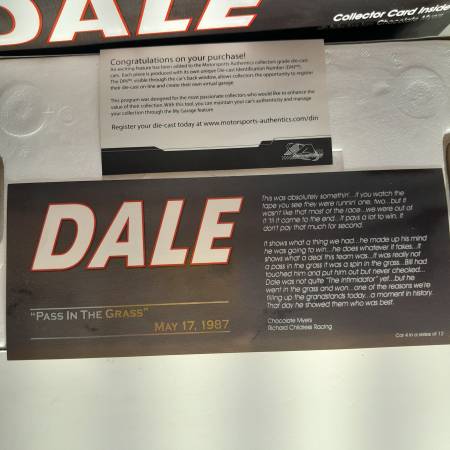 DALE
Collector Card Inside
Chocolate Myers
Congratulations on your purchase!
An exciting feature has been added to the Motorsports Authentics collectors grade die-cast
cars. Each piece is produced with its own unique Die-cast Identification Number (DIN™).
The DIN™, visible through the car's back window, allows collectors the opportunity to register
their die-cast on-line and create their own virtual garage.
This program was designed for the most passionate collectors who would like to enhance the
value of their collection. With this tool, you can maintain your car's authenticity and manage
your collection through the My Garage feature.
Register your die-cast today at www.motorsports-authentics.com/din
DALE
"PASS IN THE GRASS"
MAY 17, 1987
This was absolutely somethin'...if you watch the
tape you see they were runnin' one, two...but it
wasn't like that most of the race...we were out of
it 'til it came to the end...it pays a lot to win, it
don't pay that much for second.
It shows what a thing we had...he made up his mind
he was going to win...he does whatever it takes...it
shows what a deal this team was...it was really not
a pass in the grass it was a spin in the grass...Bill had
touched him and put him out but never checked...
Dale was not quite "The Intimidator" yet...but he
went in the grass and won...one of the reasons we're
filling up the grandstands today...a moment in history.
That day he showed them who was best.
Chocolate Myers
Richard Childress Racing
Car 4 in a series of 12